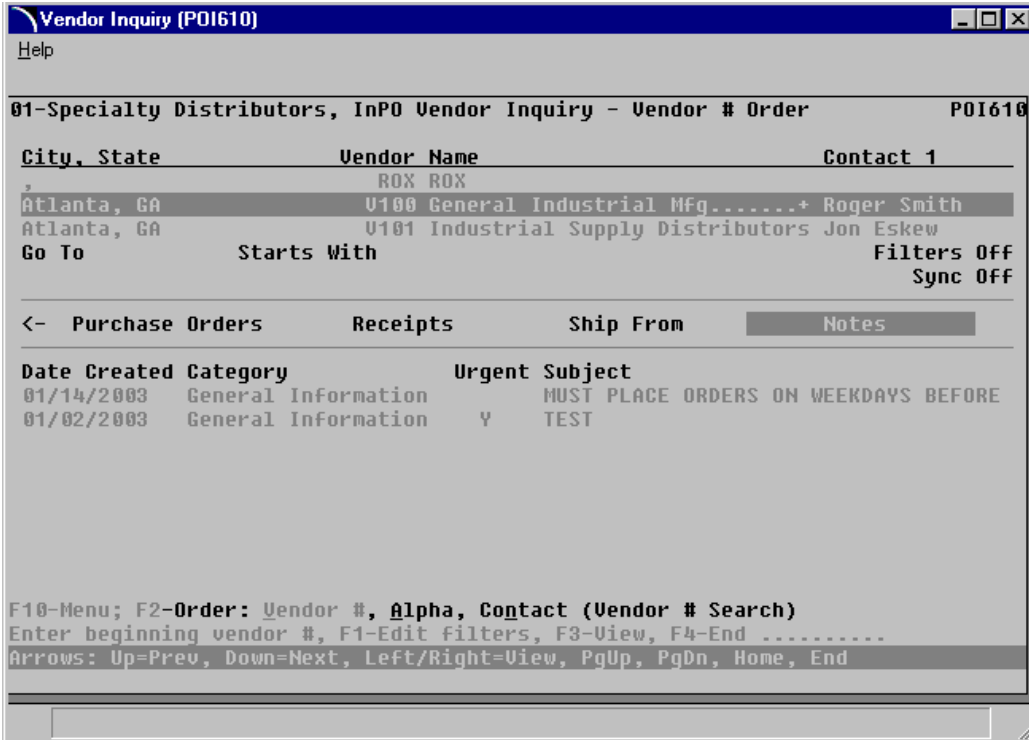 Vendor Inquiry (POI610)
Help
01-Specialty Distributors, InPO Vendor Inquiry - Vendor # Order POI610
City, State Vendor Name Contact 1
, ROX ROX
Atlanta, GA V100 General Industrial Mfg.......+ Roger Smith
Atlanta, GA V101 Industrial Supply Distributors Jon Eskew
Go To Starts With Filters Off
Sync Off
<- Purchase Orders Receipts Ship From Notes
Date Created Category Urgent Subject
01/14/2003 General Information MUST PLACE ORDERS ON WEEKDAYS BEFORE
01/02/2003 General Information Y TEST
F10-Menu; F2-Order: Vendor #, Alpha, Contact (Vendor # Search)
Enter beginning vendor #, F1-Edit filters, F3-View, F4-End ..........
Arrows: Up=Prev, Down=Next, Left/Right=View, PgUp, PgDn, Home, End